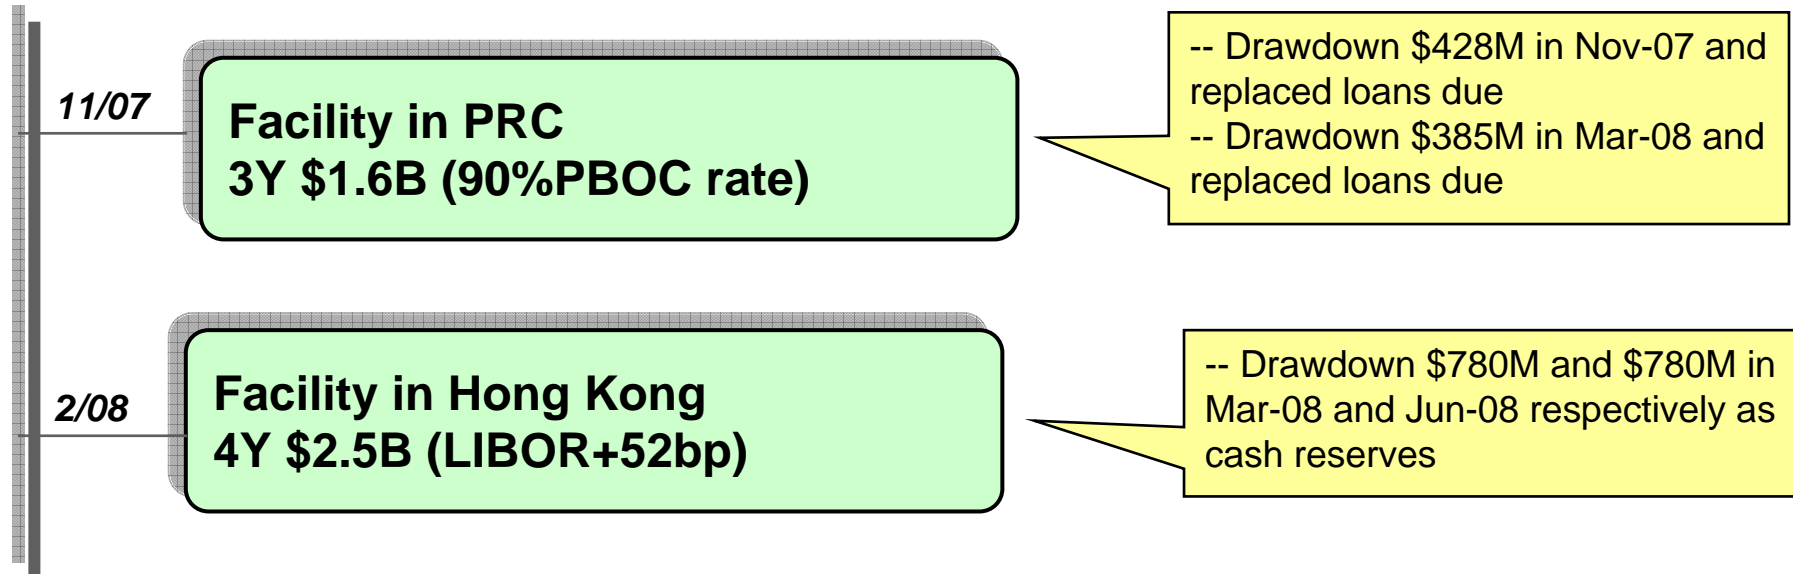 11/07
Facility in PRC
3Y $1.6B (90%PBOC rate)
-- Drawdown $428M in Nov-07 and
replaced loans due
-- Drawdown $385M in Mar-08 and
replaced loans due
2/08
Facility in Hong Kong
4Y $2.5B (LIBOR+52bp)
-- Drawdown $780M and $780M in
Mar-08 and Jun-08 respectively as
cash reserves